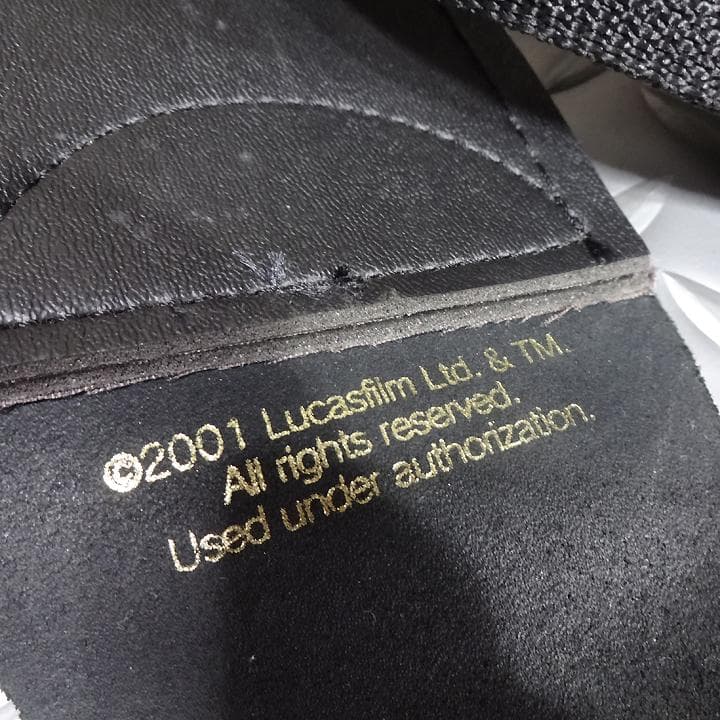 ©2001 Lucasfilm Ltd. & TM.
All rights reserved.
Used under authorization.